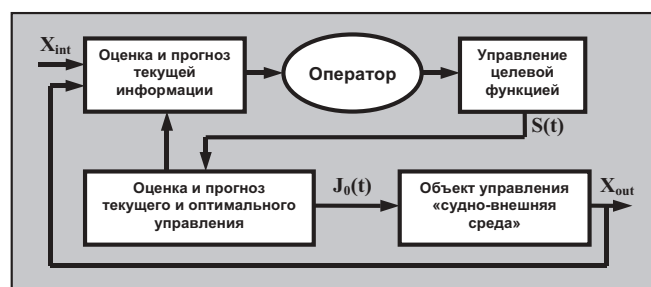 X_int
Оценка и прогноз
текущей
информации
Оператор
Управление
целевой
функцией
S(t)
Оценка и прогноз
текущего и оптимального
управления
J_0(t)
Объект управления
«судно-внешняя
среда»
X_out